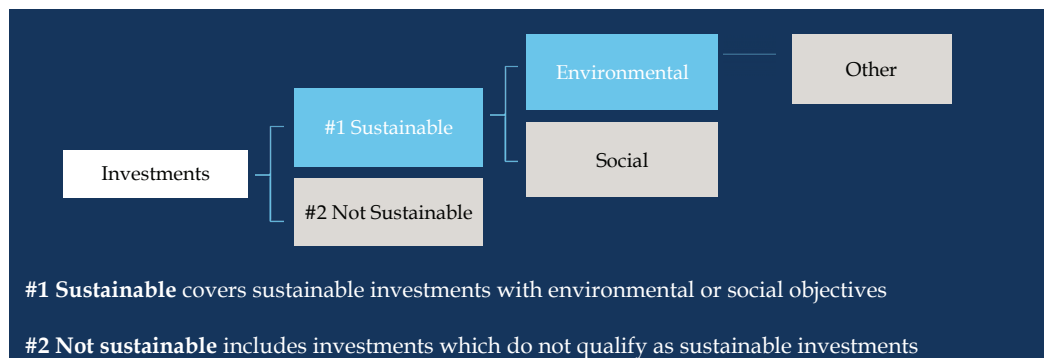 Environmental
Other
#1 Sustainable
Social
Investments
#2 Not Sustainable
#1 Sustainable covers sustainable investments with environmental or social objectives
#2 Not sustainable includes investments which do not qualify as sustainable investments